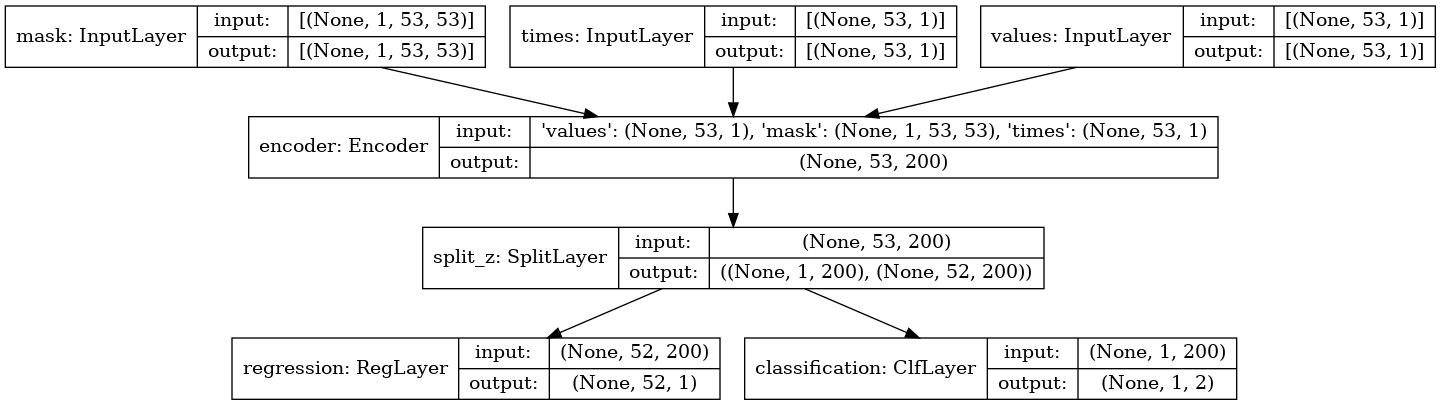 mask: InputLayer
input:
[(None, 1, 53, 53)]
output:
[(None, 1, 53, 53)]
times: InputLayer
input:
[(None, 53, 1)]
output:
[(None, 53, 1)]
values: InputLayer
input:
[(None, 53, 1)]
output:
[(None, 53, 1)]
encoder: Encoder
input:
'values': (None, 53, 1), 'mask': (None, 1, 53, 53), 'times': (None, 53, 1)
output:
(None, 53, 200)
split_z: SplitLayer
input:
(None, 53, 200)
output:
((None, 1, 200), (None, 52, 200))
regression: RegLayer
input:
(None, 52, 200)
output:
(None, 52, 1)
classification: ClfLayer
input:
(None, 1, 200)
output:
(None, 1, 2)